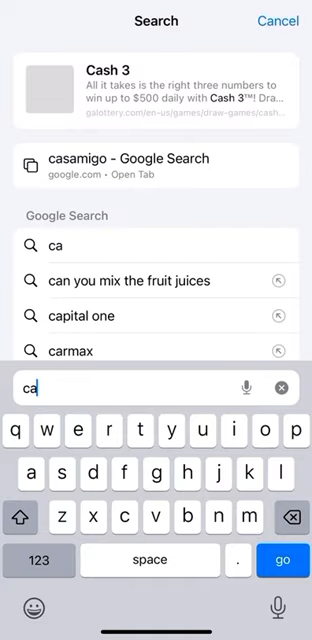 Search
Cancel
Cash 3
All it takes is the right three numbers to
win up to $500 daily with Cash 3™! Dra...
galottery.com/en-us/games/draw-games/cash...
casamigo - Google Search
google.com • Open Tab
Google Search
ca
can you mix the fruit juices
capital one
carmax
ca
q w e r t y u i o p
a s d f g h j k l
z x c v b n m
123 space . go